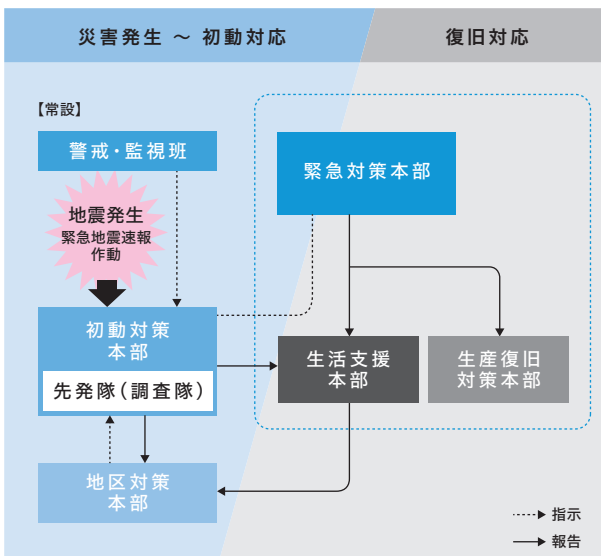 災害発生 ～ 初動対応
復旧対応
【常設】
警戒・監視班
地震発生
緊急地震速報
作動
緊急対策本部
初動対策
本部
先発隊（調査隊）
生活支援
本部
生産復旧
対策本部
地区対策
本部
指示
報告